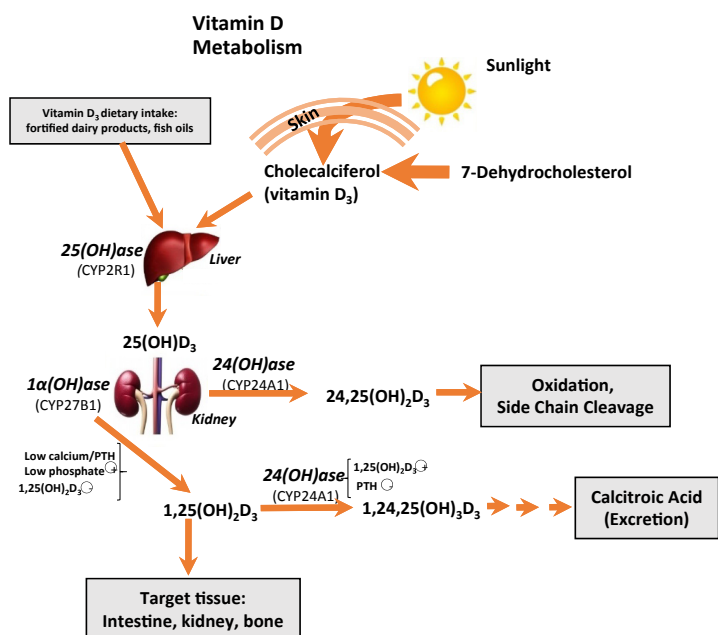 Vitamin D
Metabolism
Sunlight
Skin
Vitamin D₃ dietary intake:
fortified dairy products, fish oils
Cholecalciferol
(vitamin D₃)
7-Dehydrocholesterol
25(OH)ase
(CYP2R1)
Liver
25(OH)D₃
1α(OH)ase
(CYP27B1)
Kidney
24(OH)ase
(CYP24A1)
24,25(OH)₂D₃
Oxidation,
Side Chain Cleavage
Low calcium/PTH
Low phosphate +
1,25(OH)₂D₃ -
1,25(OH)₂D₃
24(OH)ase
(CYP24A1)
1,25(OH)₂D₃ +
PTH -
1,24,25(OH)₃D₃
Calcitroic Acid
(Excretion)
Target tissue:
Intestine, kidney, bone